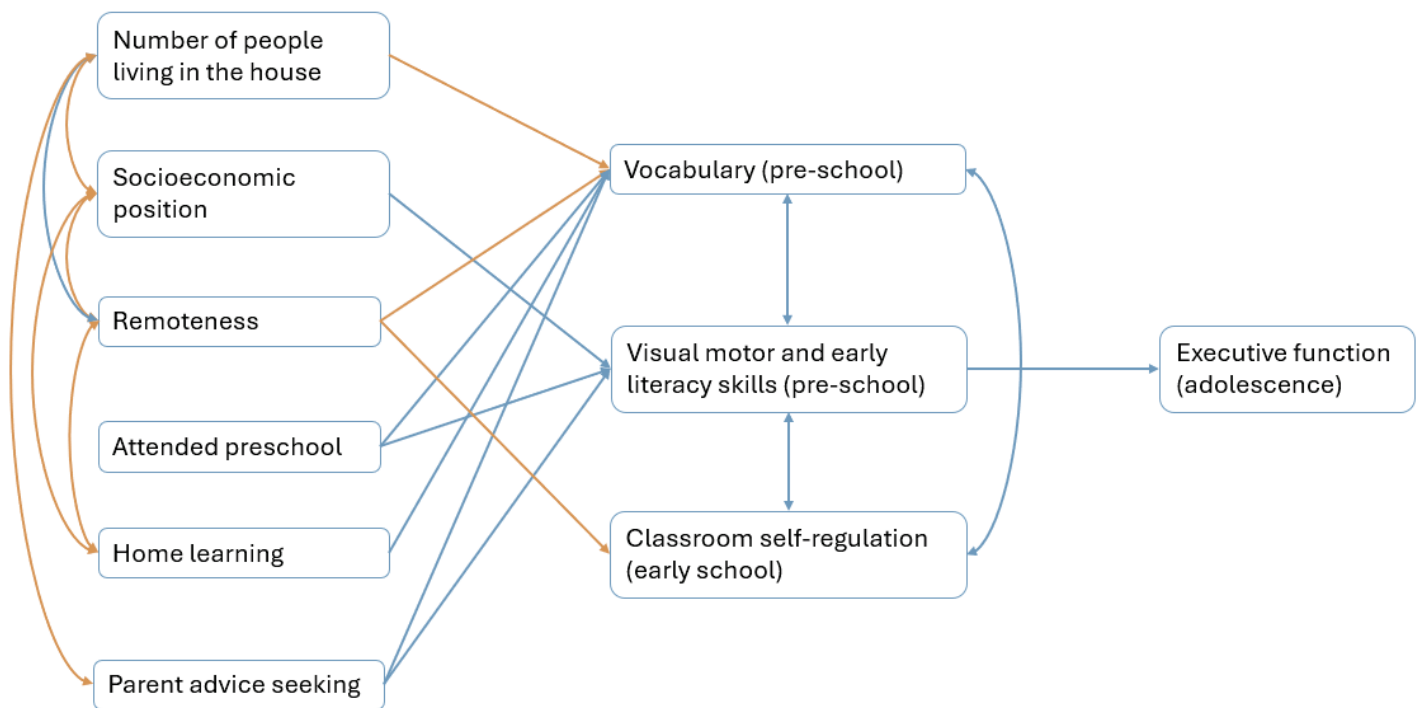 Number of people
living in the house
Socioeconomic
position
Remoteness
Attended preschool
Home learning
Parent advice seeking
Vocabulary (pre-school)
Visual motor and early
literacy skills (pre-school)
Classroom self-regulation
(early school)
Executive function
(adolescence)